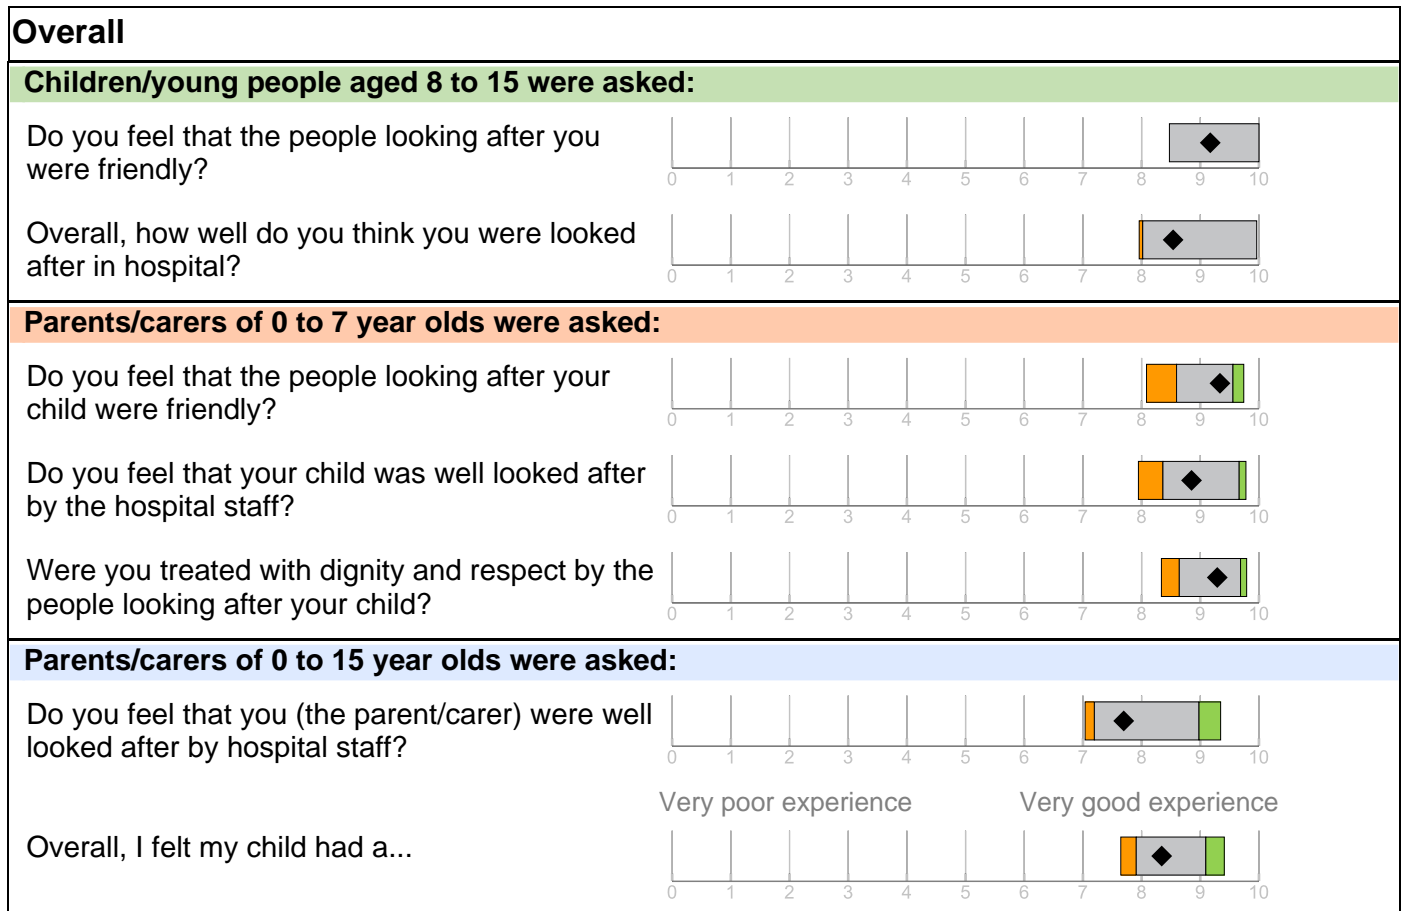 Overall
Children/young people aged 8 to 15 were asked:
Do you feel that the people looking after you
were friendly?
0 1 2 3 4 5 6 7 8 9 10
Overall, how well do you think you were looked
after in hospital?
0 1 2 3 4 5 6 7 8 9 10
Parents/carers of 0 to 7 year olds were asked:
Do you feel that the people looking after your
child were friendly?
0 1 2 3 4 5 6 7 8 9 10
Do you feel that your child was well looked after
by the hospital staff?
0 1 2 3 4 5 6 7 8 9 10
Were you treated with dignity and respect by the
people looking after your child?
0 1 2 3 4 5 6 7 8 9 10
Parents/carers of 0 to 15 year olds were asked:
Do you feel that you (the parent/carer) were well
looked after by hospital staff?
0 1 2 3 4 5 6 7 8 9 10
Very poor experience Very good experience
Overall, I felt my child had a...
0 1 2 3 4 5 6 7 8 9 10